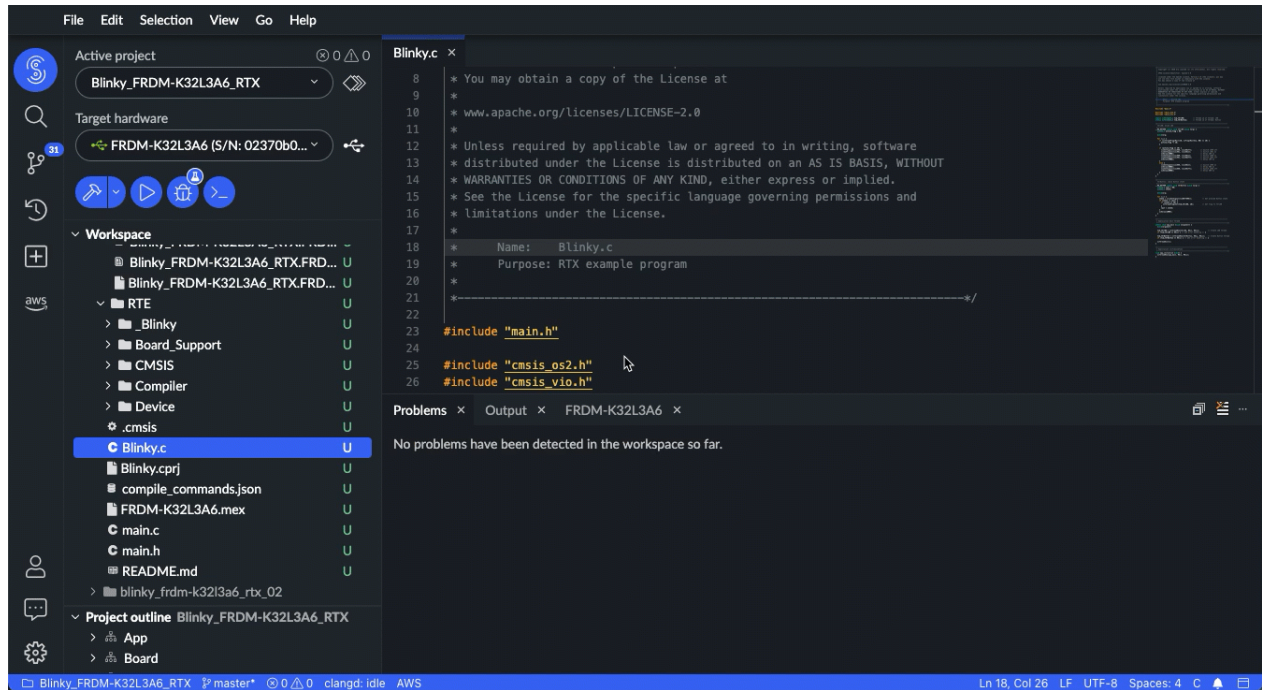 File Edit Selection View Go Help
Active project 0 0
Blinky_FRDM-K32L3A6_RTX
Target hardware
FRDM-K32L3A6 (S/N: 02370b0...
31
aws
Workspace
Blinky_FRDM-K32L3A6_RTX.FRD... U
Blinky_FRDM-K32L3A6_RTX.FRD... U
RTE U
_Blinky U
Board_Support U
CMSIS U
Compiler U
Device U
.cmsis U
C Blinky.c U
Blinky.cprj U
compile_commands.json U
FRDM-K32L3A6.mex U
C main.c U
C main.h U
README.md U
blinky_frdm-k32l3a6_rtx_02
Project outline Blinky_FRDM-K32L3A6_RTX
App
Board
Blinky.c ×
8 * You may obtain a copy of the License at
9 *
10 * www.apache.org/licenses/LICENSE-2.0
11 *
12 * Unless required by applicable law or agreed to in writing, software
13 * distributed under the License is distributed on an AS IS BASIS, WITHOUT
14 * WARRANTIES OR CONDITIONS OF ANY KIND, either express or implied.
15 * See the License for the specific language governing permissions and
16 * limitations under the License.
17 *
18 * Name: Blinky.c
19 * Purpose: RTX example program
20 *
21 *---------------------------------------------------------------------------*/
22
23 #include "main.h"
24
25 #include "cmsis_os2.h"
26 #include "cmsis_vio.h"
Problems × Output × FRDM-K32L3A6 ×
No problems have been detected in the workspace so far.
Blinky_FRDM-K32L3A6_RTX master* 0 0 clangd: idle AWS Ln 18, Col 26 LF UTF-8 Spaces: 4 C